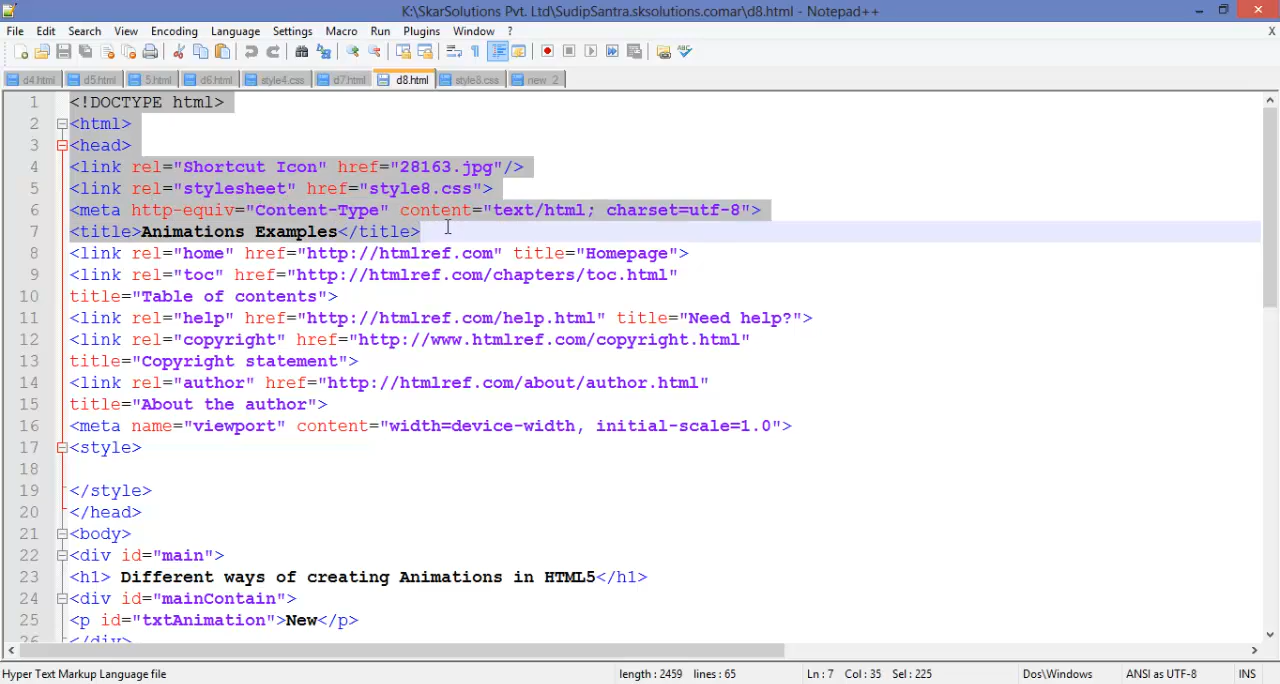 K:\SkarSolutions Pvt. Ltd\SudipSantra.sksolutions.comar\d8.html - Notepad++
File Edit Search View Encoding Language Settings Macro Run Plugins Window ? X
d4.html d5.html 5.html d6.html style4.css d7.html d8.html style8.css new 2
1 <!DOCTYPE html>
2 <html>
3 <head>
4 <link rel="Shortcut Icon" href="28163.jpg"/>
5 <link rel="stylesheet" href="style8.css">
6 <meta http-equiv="Content-Type" content="text/html; charset=utf-8">
7 <title>Animations Examples</title>
8 <link rel="home" href="http://htmlref.com" title="Homepage">
9 <link rel="toc" href="http://htmlref.com/chapters/toc.html"
10 title="Table of contents">
11 <link rel="help" href="http://htmlref.com/help.html" title="Need help?">
12 <link rel="copyright" href="http://www.htmlref.com/copyright.html"
13 title="Copyright statement">
14 <link rel="author" href="http://htmlref.com/about/author.html"
15 title="About the author">
16 <meta name="viewport" content="width=device-width, initial-scale=1.0">
17 <style>
18
19 </style>
20 </head>
21 <body>
22 <div id="main">
23 <h1> Different ways of creating Animations in HTML5</h1>
24 <div id="mainContain">
25 <p id="txtAnimation">New</p>
26 </div>
Hyper Text Markup Language file length : 2459 lines : 65 Ln : 7 Col : 35 Sel : 225 Dos\Windows ANSI as UTF-8 INS